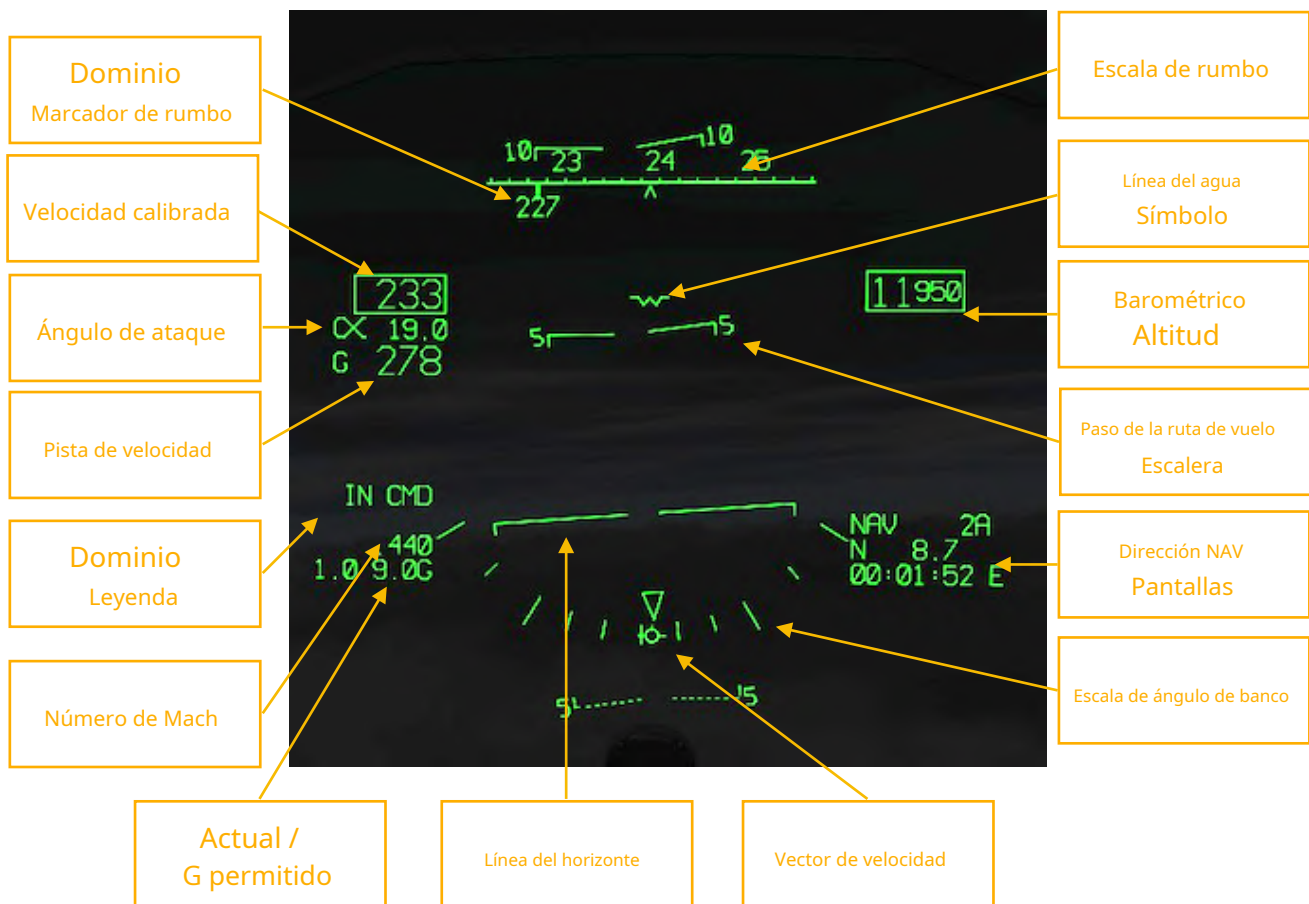 Dominio
Marcador de rumbo
Velocidad calibrada
Ángulo de ataque
Pista de velocidad
Dominio
Leyenda
Número de Mach
Actual /
G permitido
Línea del horizonte
Vector de velocidad
Escala de rumbo
Línea del agua
Símbolo
Barométrico
Altitud
Paso de la ruta de vuelo
Escalera
Dirección NAV
Pantallas
Escala de ángulo de banco
10 10
23 24 25
227
233
11950
α 19.0
G 278
5 5
IN CMD
440
1.0 9.0G
NAV 2A
N 8.7
00:01:52 E
5 5